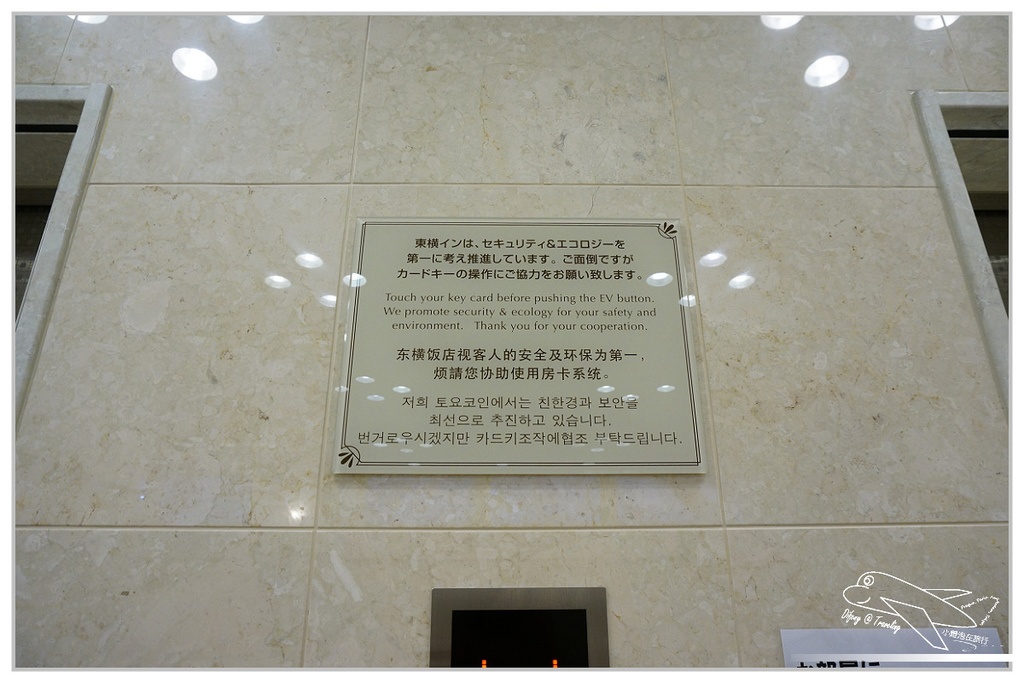 東横インは、セキュリティ&エコロジーを
第一に考え推進しています。ご面倒ですが
カードキーの操作にご協力をお願い致します。
Touch your key card before pushing the EV button.
We promote security & ecology for your safety and
environment. Thank you for your cooperation.
东横饭店视客人的安全及环保为第一，
烦請您协助使用房卡系统。
저희 토요코인에서는 친한경과 보안을
최선으로 추진하고 있습니다.
번거로우시겠지만 카드키조작에협조 부탁드립니다.
@ Traveling
在旅行